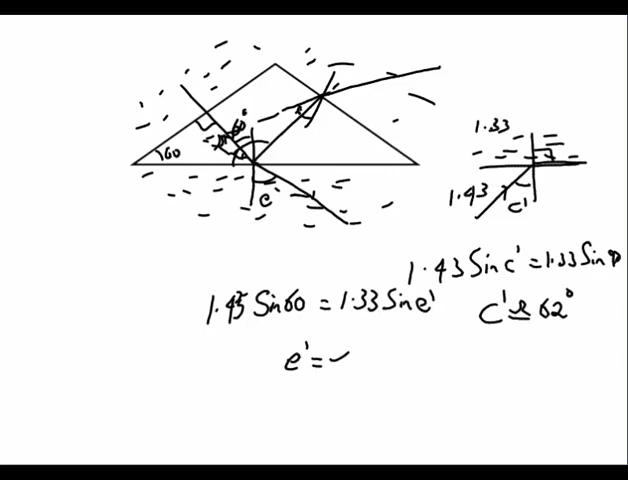 60
60°
r
e
1.33
1.43
c'
1.43 Sin c' = 1.33 Sin 9
1.45 Sin 60 = 1.33 Sin e'
c' ≈ 62°
e' = ✓